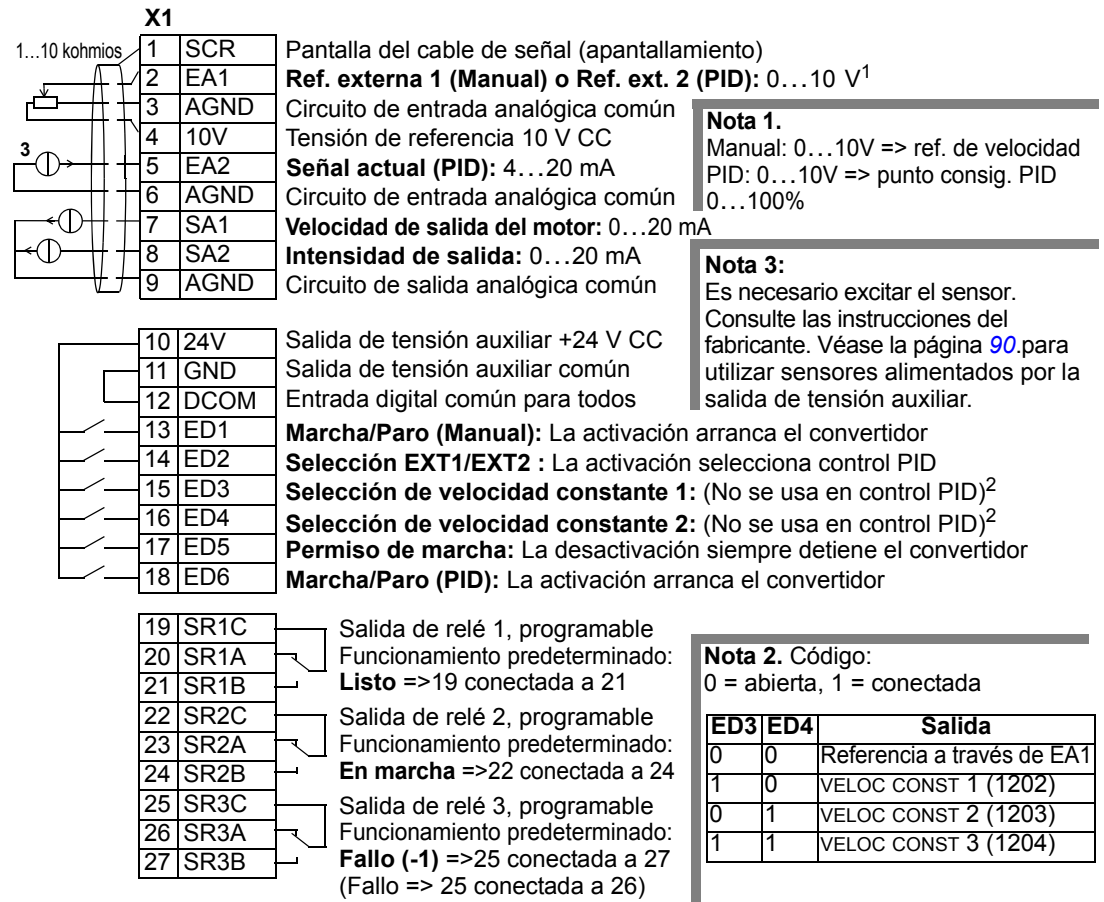 X1
1…10 kohmios
1 SCR Pantalla del cable de señal (apantallamiento)
2 EA1 Ref. externa 1 (Manual) o Ref. ext. 2 (PID): 0…10 V1
3 AGND Circuito de entrada analógica común
4 10V Tensión de referencia 10 V CC
3
5 EA2 Señal actual (PID): 4…20 mA
6 AGND Circuito de entrada analógica común
7 SA1 Velocidad de salida del motor: 0…20 mA
8 SA2 Intensidad de salida: 0…20 mA
9 AGND Circuito de salida analógica común
Nota 1.
Manual: 0…10V => ref. de velocidad
PID: 0…10V => punto consig. PID
0…100%
Nota 3:
Es necesario excitar el sensor.
Consulte las instrucciones del
fabricante. Véase la página 90.para
utilizar sensores alimentados por la
salida de tensión auxiliar.
10 24V Salida de tensión auxiliar +24 V CC
11 GND Salida de tensión auxiliar común
12 DCOM Entrada digital común para todos
13 ED1 Marcha/Paro (Manual): La activación arranca el convertidor
14 ED2 Selección EXT1/EXT2 : La activación selecciona control PID
15 ED3 Selección de velocidad constante 1: (No se usa en control PID)2
16 ED4 Selección de velocidad constante 2: (No se usa en control PID)2
17 ED5 Permiso de marcha: La desactivación siempre detiene el convertidor
18 ED6 Marcha/Paro (PID): La activación arranca el convertidor
19 SR1C Salida de relé 1, programable
20 SR1A Funcionamiento predeterminado:
21 SR1B Listo =>19 conectada a 21
22 SR2C Salida de relé 2, programable
23 SR2A Funcionamiento predeterminado:
24 SR2B En marcha =>22 conectada a 24
25 SR3C Salida de relé 3, programable
26 SR3A Funcionamiento predeterminado:
27 SR3B Fallo (-1) =>25 conectada a 27
(Fallo => 25 conectada a 26)
Nota 2. Código:
0 = abierta, 1 = conectada
ED3 ED4 Salida
0 0 Referencia a través de EA1
1 0 VELOC CONST 1 (1202)
0 1 VELOC CONST 2 (1203)
1 1 VELOC CONST 3 (1204)